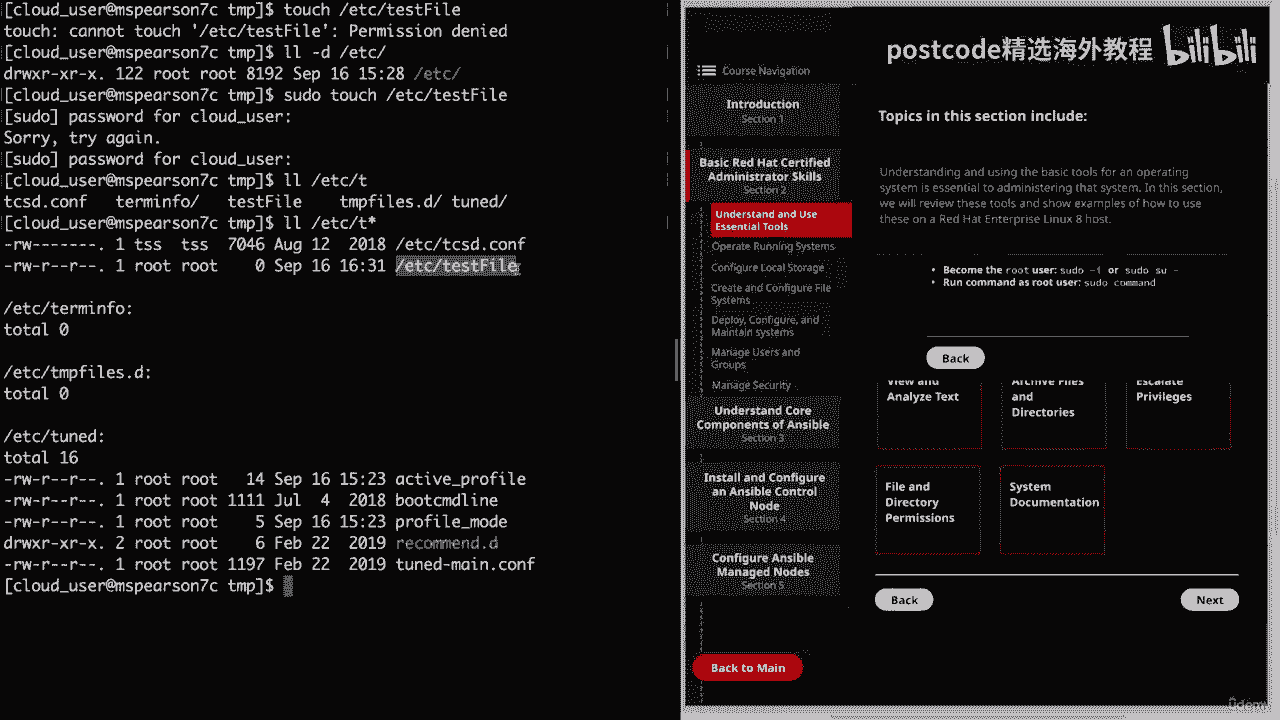 [cloud_user@mspearson7c tmp]$ touch /etc/testFile
touch: cannot touch '/etc/testFile': Permission denied
[cloud_user@mspearson7c tmp]$ ll -d /etc/
drwxr-xr-x. 122 root root 8192 Sep 16 15:28 /etc/
[cloud_user@mspearson7c tmp]$ sudo touch /etc/testFile
[sudo] password for cloud_user:
Sorry, try again.
[sudo] password for cloud_user:
[cloud_user@mspearson7c tmp]$ ll /etc/t
tcsd.conf terminfo/ testFile tmpfiles.d/ tuned/
[cloud_user@mspearson7c tmp]$ ll /etc/t*
-rw-------. 1 tss tss 7046 Aug 12 2018 /etc/tcsd.conf
-rw-r--r--. 1 root root 0 Sep 16 16:31 /etc/testFile
/etc/terminfo:
total 0
/etc/tmpfiles.d:
total 0
/etc/tuned:
total 16
-rw-r--r--. 1 root root 14 Sep 16 15:23 active_profile
-rw-r--r--. 1 root root 1111 Jul 4 2018 bootcmdline
-rw-r--r--. 1 root root 5 Sep 16 15:23 profile_mode
drwxr-xr-x. 2 root root 6 Feb 22 2019 recommend.d
-rw-r--r--. 1 root root 1197 Feb 22 2019 tuned-main.conf
[cloud_user@mspearson7c tmp]$
postcode精选海外教程 bilibili
Course Navigation
Introduction
Section 1
Basic Red Hat Certified
Administrator Skills
Section 2
Understand and Use
Essential Tools
Operate Running Systems
Configure Local Storage
Create and Configure File
Systems
Deploy, Configure, and
Maintain systems
Manage Users and
Groups
Manage Security
Understand Core
Components of Ansible
Section 3
Install and Configure
an Ansible Control
Node
Section 4
Configure Ansible
Managed Nodes
Section 5
Back to Main
Topics in this section include:
Understanding and using the basic tools for an operating
system is essential to administering that system. In this section,
we will review these tools and show examples of how to use
these on a Red Hat Enterprise Linux 8 host.
• Become the root user: sudo -i or sudo su -
• Run command as root user: sudo command
Back
View and
Analyze Text
Archive Files
and
Directories
Escalate
Privileges
File and
Directory
Permissions
System
Documentation
Back
Next